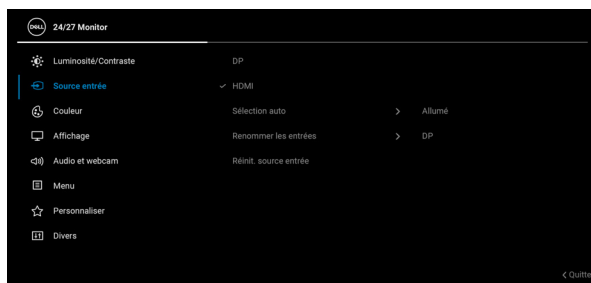 DELL 24/27 Monitor
Luminosité/Contraste DP
Source entrée ✓ HDMI
Couleur Sélection auto > Allumé
Affichage Renommer les entrées > DP
Audio et webcam Réinit. source entrée
Menu
Personnaliser
Divers
< Quitte